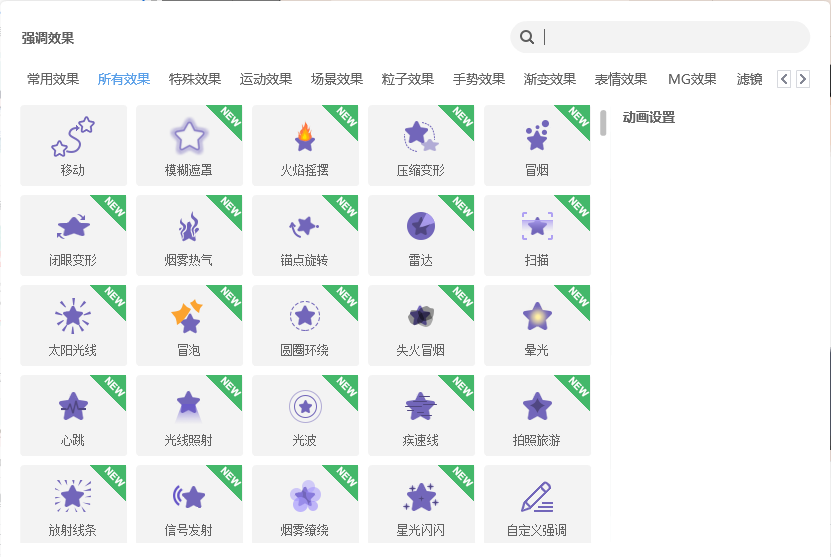 强调效果
常用效果 所有效果 特殊效果 运动效果 场景效果 粒子效果 手势效果 渐变效果 表情效果 MG效果 滤镜
动画设置
NEW NEW NEW NEW
移动 模糊遮罩 火焰摇摆 压缩变形 冒烟
NEW NEW NEW NEW NEW
闭眼变形 烟雾热气 锚点旋转 雷达 扫描
NEW NEW NEW NEW NEW
太阳光线 冒泡 圆圈环绕 失火冒烟 晕光
NEW NEW NEW NEW NEW
心跳 光线照射 光波 疾速线 拍照旅游
NEW NEW NEW NEW
放射线条 信号发射 烟雾缭绕 星光闪闪 自定义强调